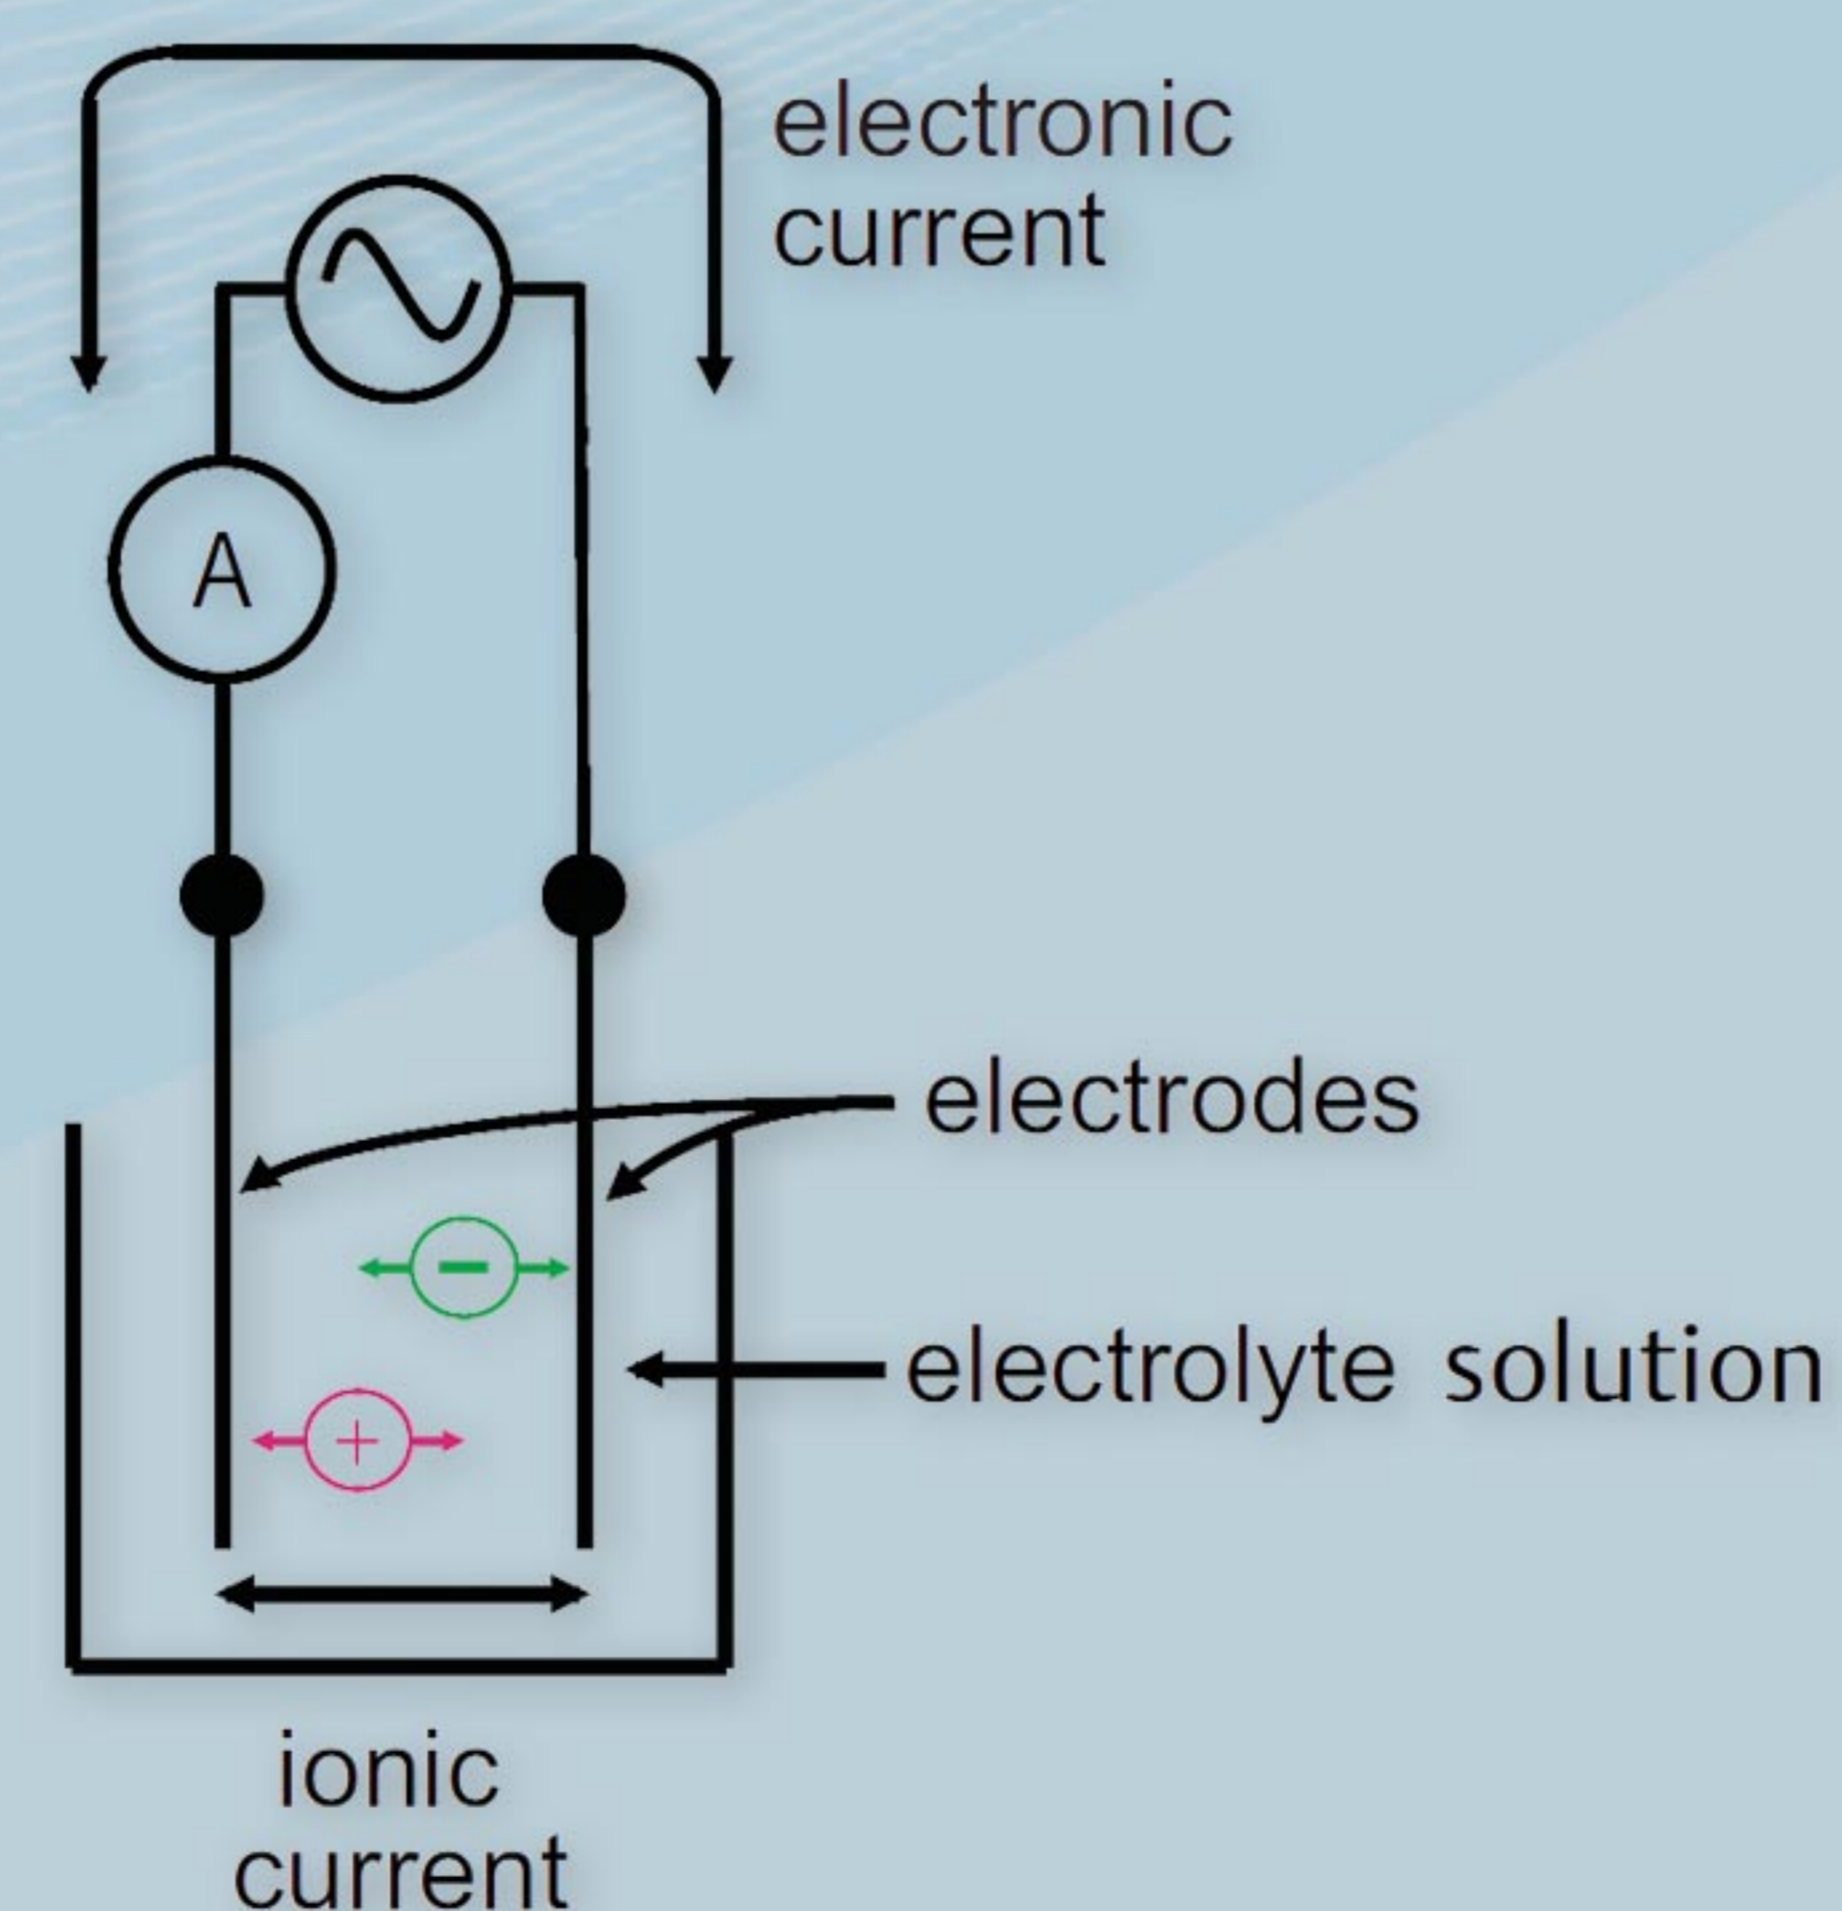 electronic
current
A
electrodes
−
electrolyte solution
+
ionic
current